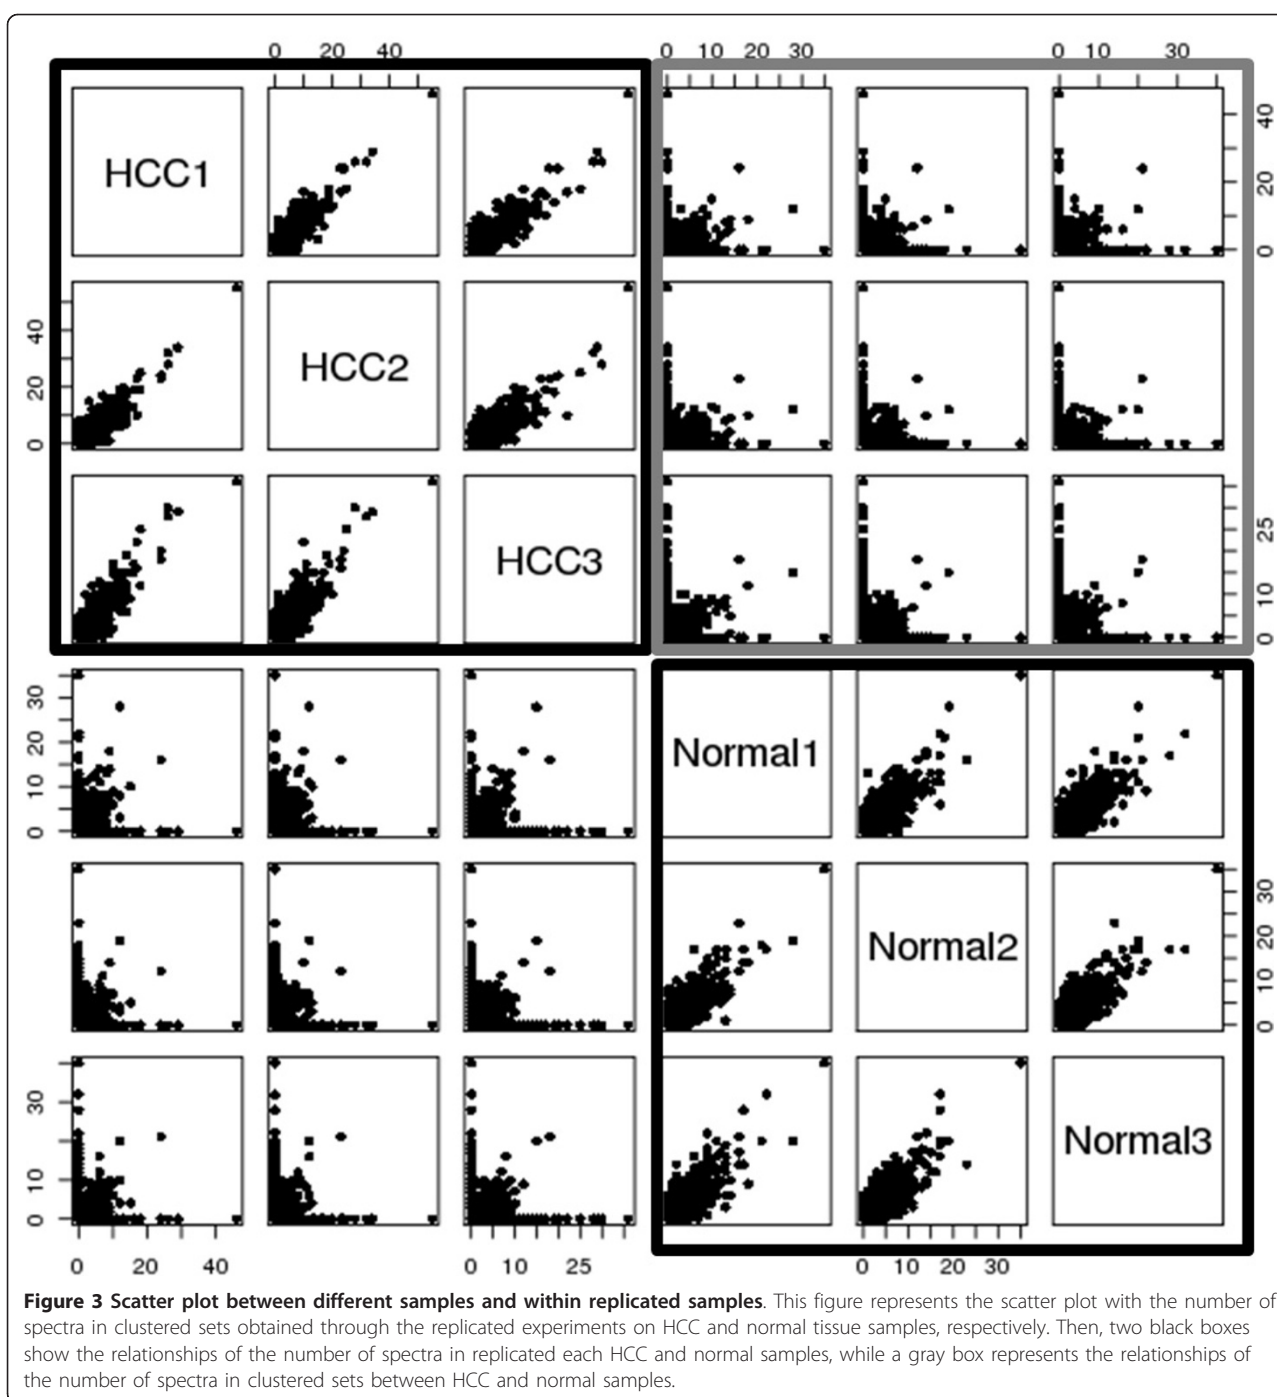 0 20 40 0 10 20 30 0 10 30
HCC1 0 20 40
0 20 40 HCC2
HCC3 0 10 25
0 10 20 30 Normal1
Normal2 0 10 20 30
0 10 30 Normal3
0 20 40 0 10 25 0 10 20 30
Figure 3 Scatter plot between different samples and within replicated samples. This figure represents the scatter plot with the number of
spectra in clustered sets obtained through the replicated experiments on HCC and normal tissue samples, respectively. Then, two black boxes
show the relationships of the number of spectra in replicated each HCC and normal samples, while a gray box represents the relationships of
the number of spectra in clustered sets between HCC and normal samples.